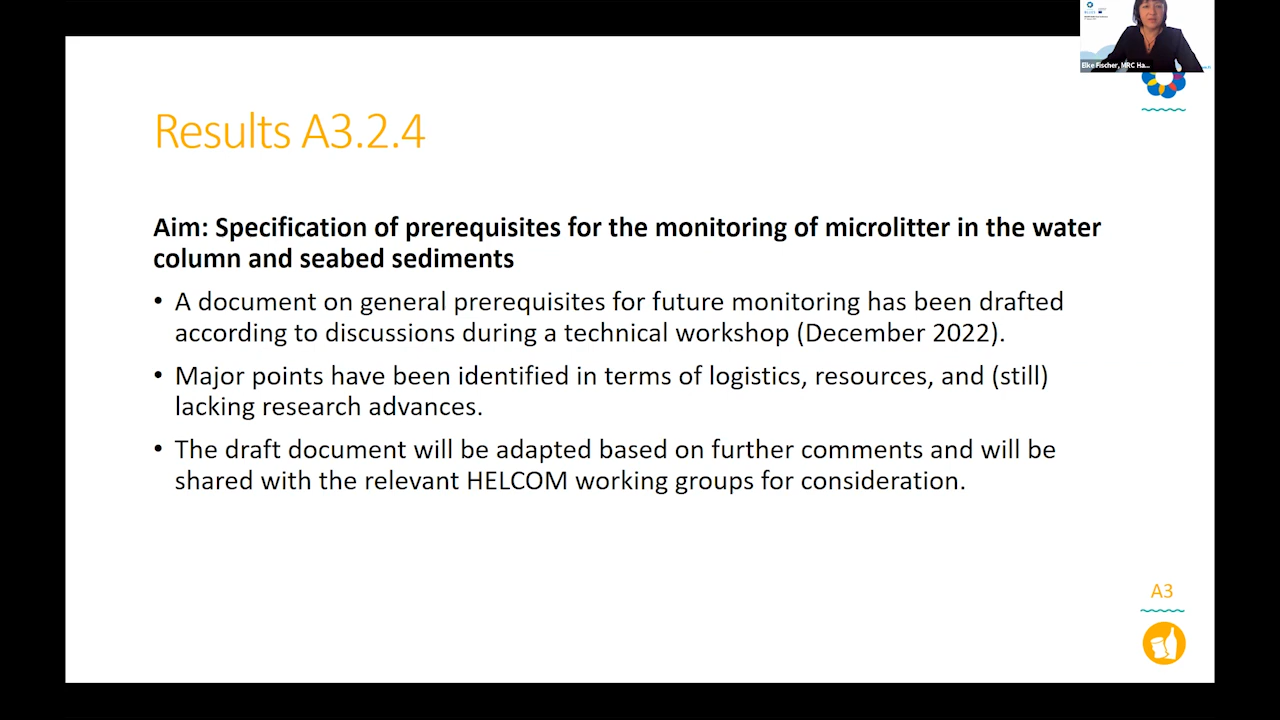 Elke Fischer, MRC Ha...
Results A3.2.4
Aim: Specification of prerequisites for the monitoring of microlitter in the water
column and seabed sediments
• A document on general prerequisites for future monitoring has been drafted
according to discussions during a technical workshop (December 2022).
• Major points have been identified in terms of logistics, resources, and (still)
lacking research advances.
• The draft document will be adapted based on further comments and will be
shared with the relevant HELCOM working groups for consideration.
A3